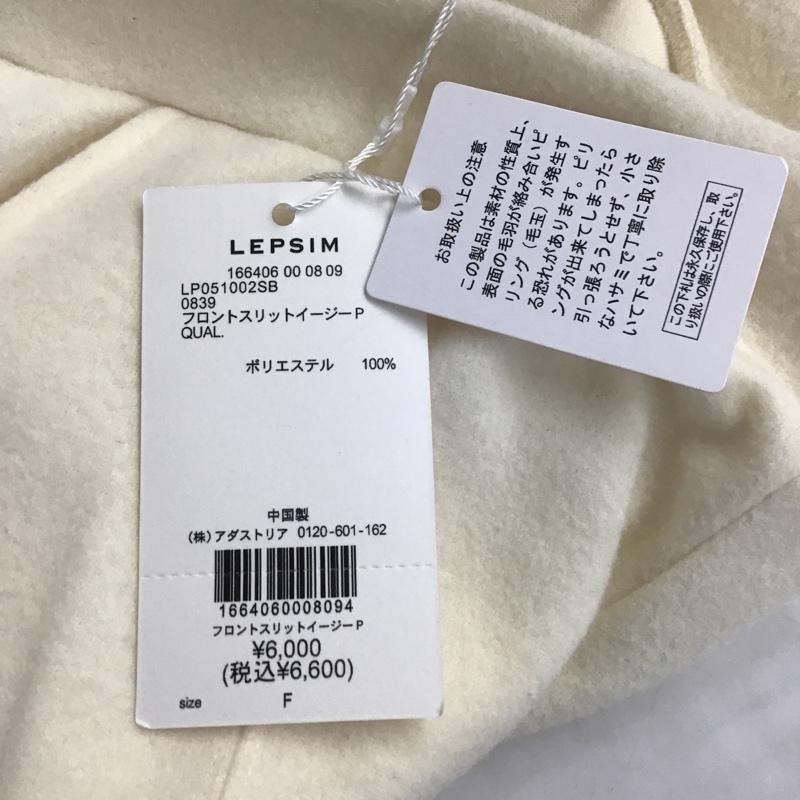 LEPSIM
166406 00 08 09
LP051002SB
0839
フロントスリットイージーP
QUAL.
ポリエステル 100%
中国製
(株)アダストリア 0120-601-162
1664060008094
フロントスリットイージーP
¥6,000
(税込¥6,600)
size F
お取扱い上の注意
この製品は素材の性質上、
表面の毛羽が絡み合いピ
リング（毛玉）が発生す
る恐れがあります。ピリ
ングが出来てしまったら
引っ張ろうとせず、小さ
なハサミで丁寧に取り除
いて下さい。
この下札は永久保存し、取
り扱いの際にご使用下さい。